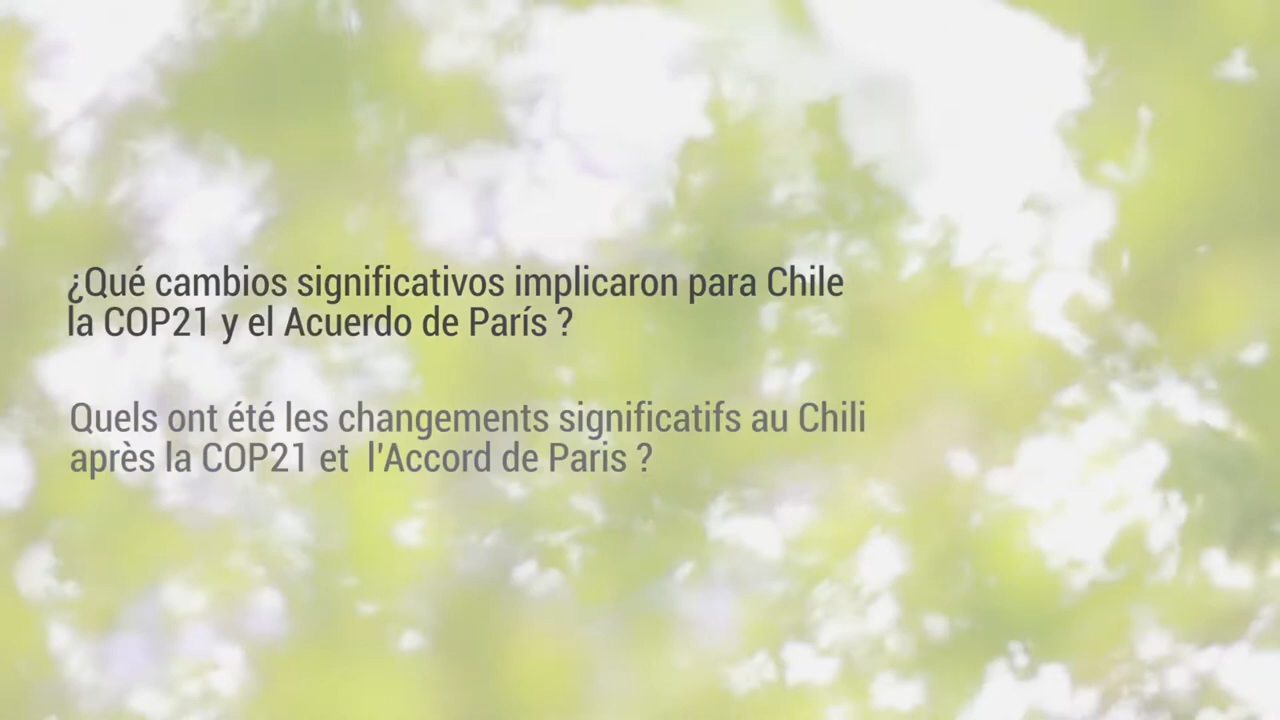 ¿Qué cambios significativos implicaron para Chile
la COP21 y el Acuerdo de París ?
Quels ont été les changements significatifs au Chili
après la COP21 et  l'Accord de Paris ?